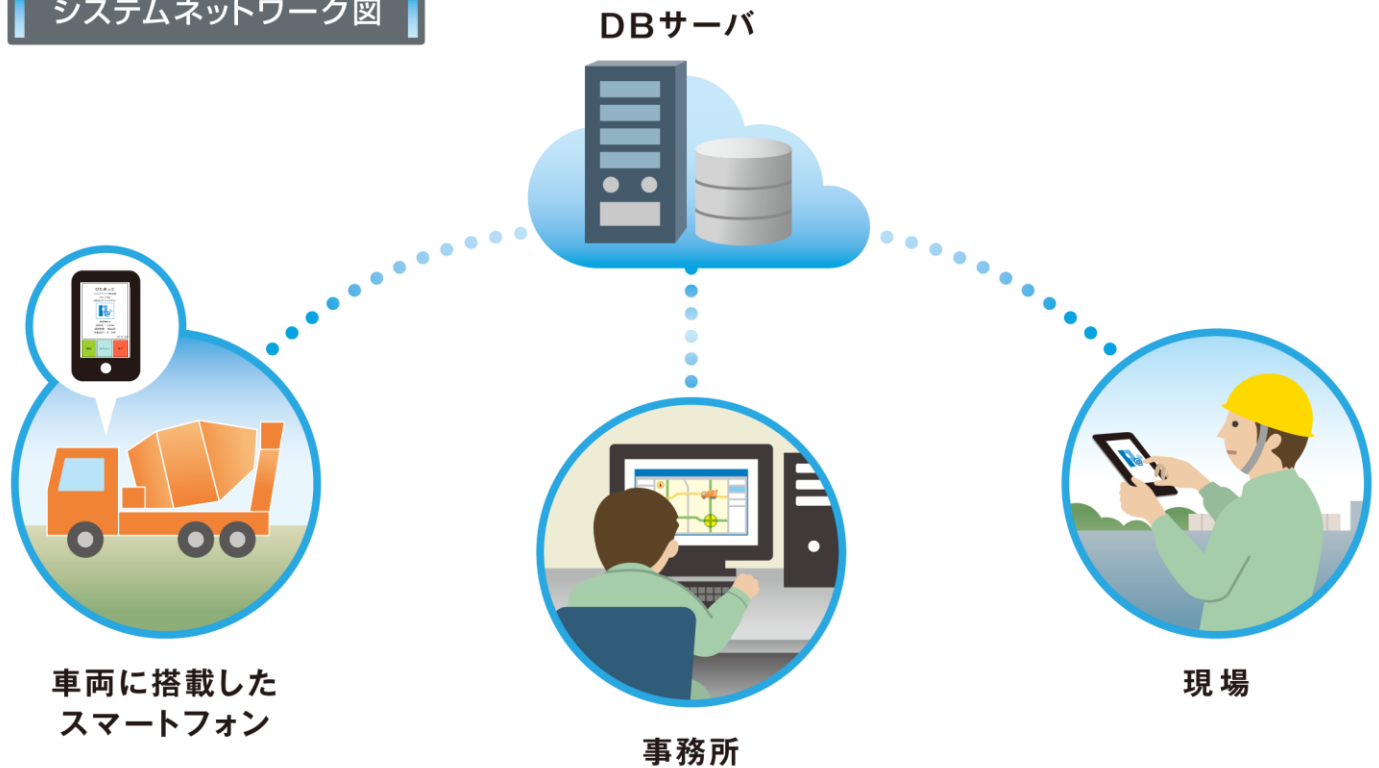 システムネットワーク図
DBサーバ
車両に搭載した
スマートフォン
事務所
現場